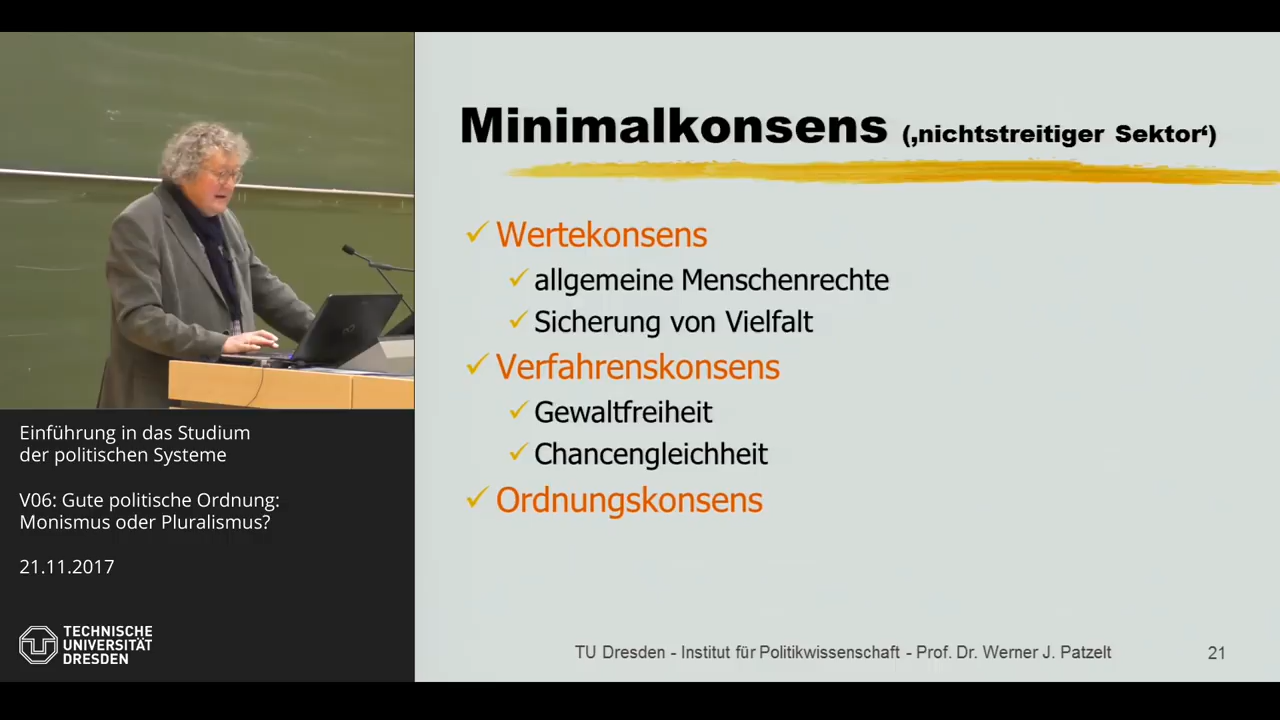 Minimalkonsens (‚nichtstreitiger Sektor‘)
Wertekonsens
allgemeine Menschenrechte
Sicherung von Vielfalt
Verfahrenskonsens
Gewaltfreiheit
Chancengleichheit
Ordnungskonsens
TU Dresden - Institut für Politikwissenschaft - Prof. Dr. Werner J. Patzelt
21
Einführung in das Studium
der politischen Systeme
V06: Gute politische Ordnung:
Monismus oder Pluralismus?
21.11.2017
TECHNISCHE
UNIVERSITÄT
DRESDEN